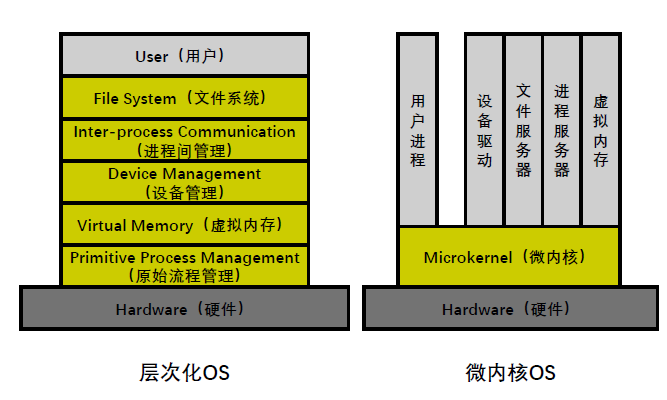 User（用户）
File System（文件系统）
Inter-process Communication
（进程间管理）
Device Management
（设备管理）
Virtual Memory（虚拟内存）
Primitive Process Management
（原始流程管理）
Hardware（硬件）
层次化OS
用户进程
设备驱动
文件服务器
进程服务器
虚拟内存
Microkernel（微内核）
Hardware（硬件）
微内核OS